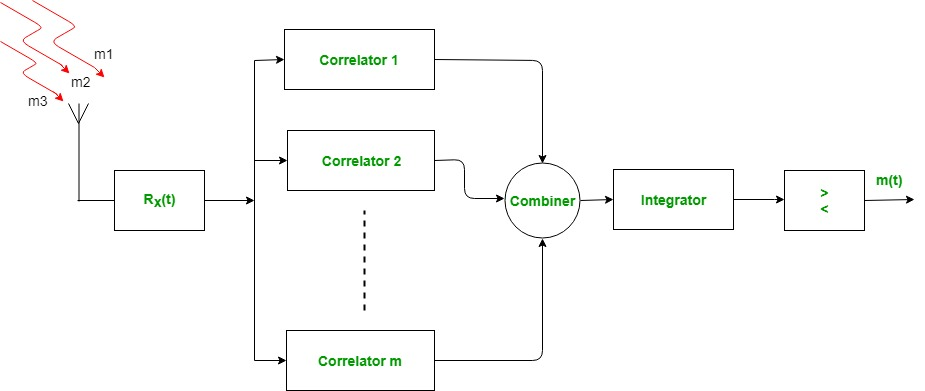 m1
m2
m3
Correlator 1
Correlator 2
Rx(t)
Combiner
Integrator
>
<
m(t)
Correlator m